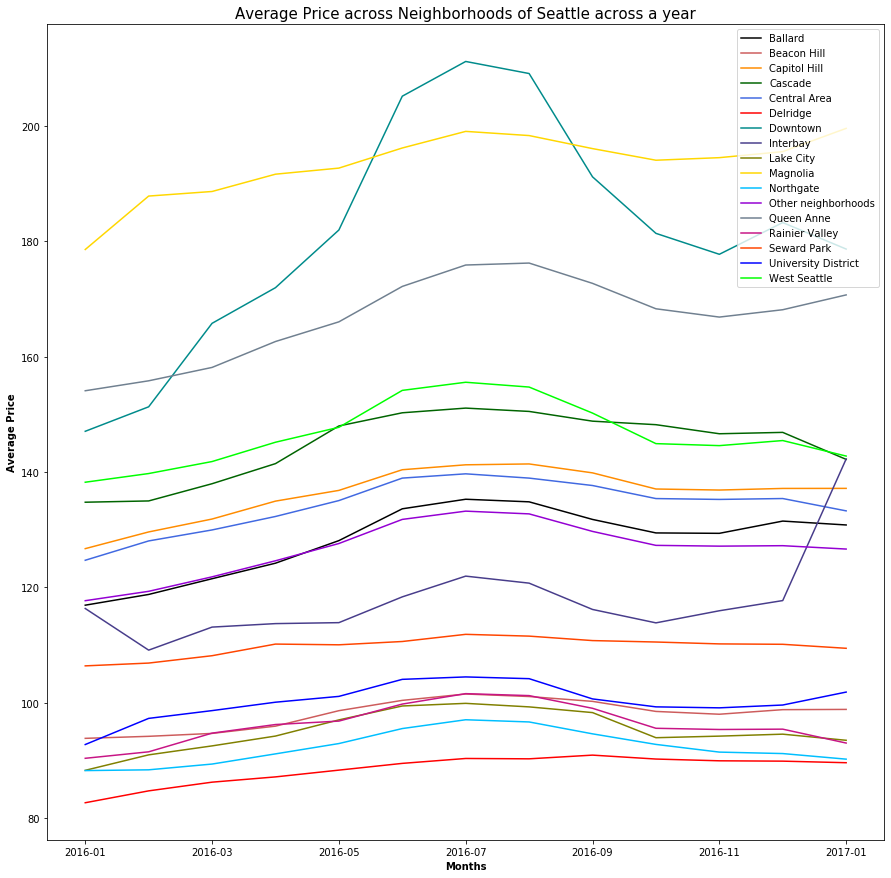 Average Price across Neighborhoods of Seattle across a year
Ballard
Beacon Hill
Capitol Hill
Cascade
Central Area
Delridge
Downtown
Interbay
Lake City
Magnolia
Northgate
Other neighborhoods
Queen Anne
Rainier Valley
Seward Park
University District
West Seattle
200
180
160
140
120
100
80
Average Price
2016-01
2016-03
2016-05
2016-07
2016-09
2016-11
2017-01
Months